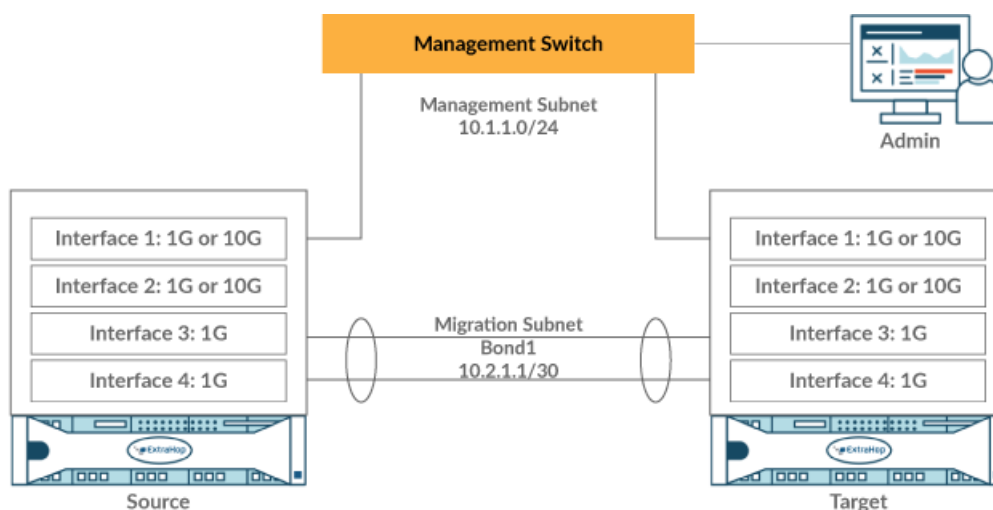 Management Switch
Management Subnet
10.1.1.0/24
Admin
Interface 1: 1G or 10G
Interface 2: 1G or 10G
Interface 3: 1G
Interface 4: 1G
ExtraHop
Source
Migration Subnet
Bond1
10.2.1.1/30
Interface 1: 1G or 10G
Interface 2: 1G or 10G
Interface 3: 1G
Interface 4: 1G
ExtraHop
Target